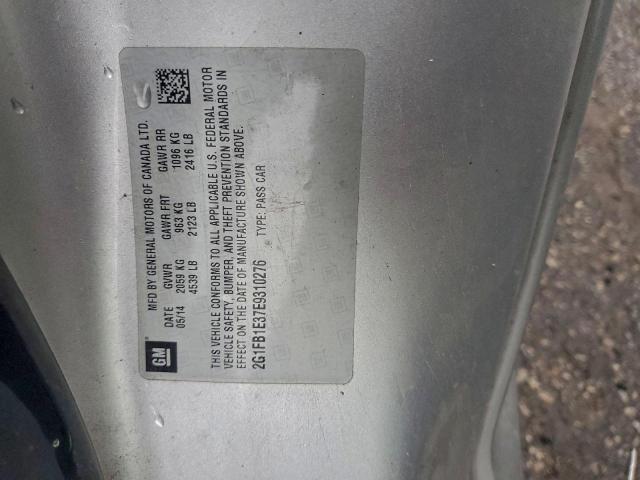 GM
MFD BY GENERAL MOTORS OF CANADA LTD.
DATE GVWR GAWR FRT GAWR RR
05/14 2059 KG 963 KG 1096 KG
4539 LB 2123 LB 2416 LB
THIS VEHICLE CONFORMS TO ALL APPLICABLE U.S. FEDERAL MOTOR
VEHICLE SAFETY, BUMPER, AND THEFT PREVENTION STANDARDS IN
EFFECT ON THE DATE OF MANUFACTURE SHOWN ABOVE.
2G1FB1E37E9310276 TYPE: PASS CAR